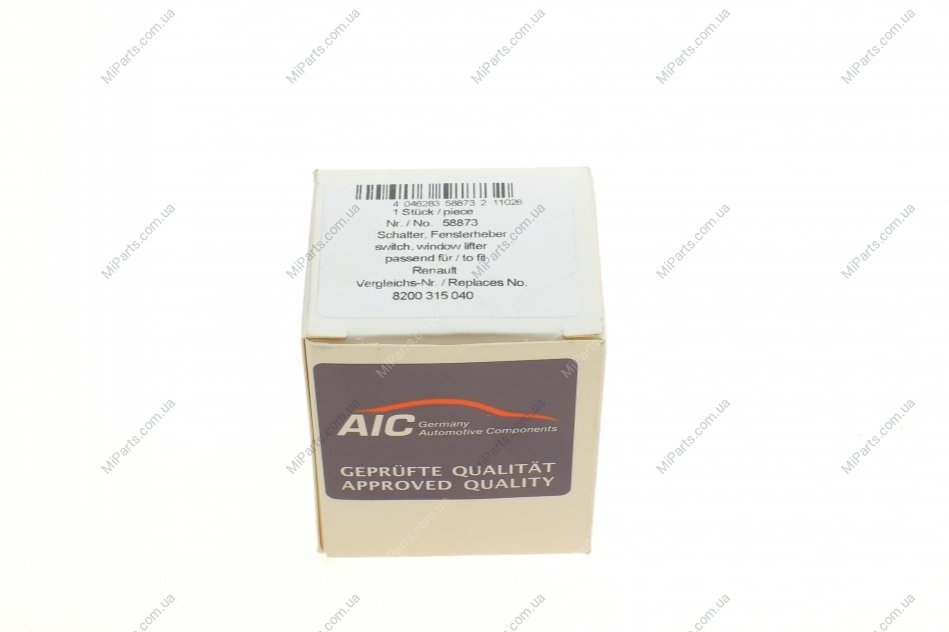 4 046283 58873 2 11028
1 Stück / piece
Nr. / No. 58873
Schalter, Fensterheber
switch, window lifter
passend für / to fit
Renault
Vergleichs-Nr. / Replaces No.
8200 315 040
AIC Germany
Automotive Components
GEPRÜFTE QUALITÄT
APPROVED QUALITY
MiParts.com.ua